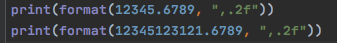 print(format(12345.6789, ",.2f"))
print(format(12345123121.6789, ",.2f"))